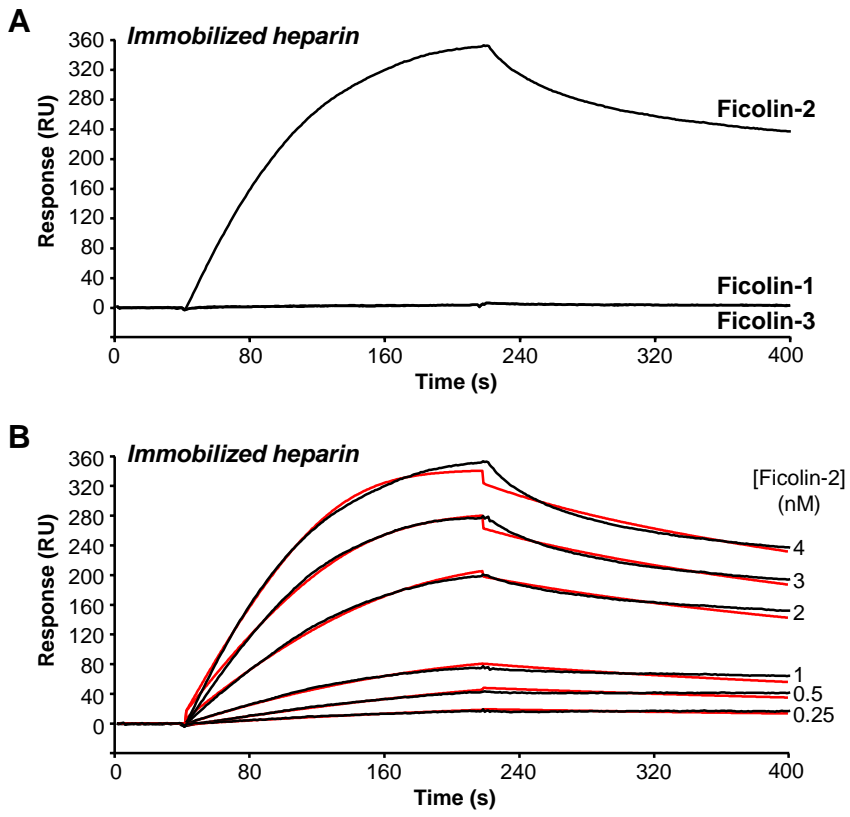 A
Immobilized heparin
Response (RU)
360
320
280
240
200
160
120
80
40
0
Ficolin-2
Ficolin-1
Ficolin-3
0 80 160 240 320 400
Time (s)
B
Immobilized heparin
Response (RU)
360
320
280
240
200
160
120
80
40
0
[Ficolin-2]
(nM)
4
3
2
1
0.5
0.25
0 80 160 240 320 400
Time (s)